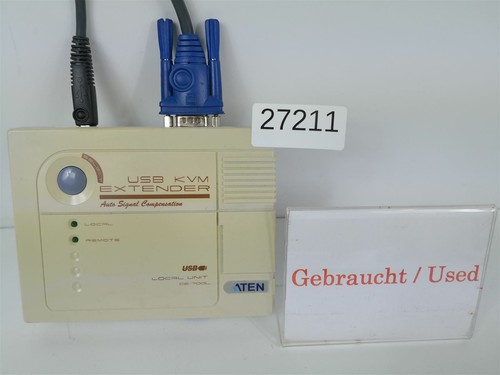 27211
USB KVM
EXTENDER
Auto Signal Compensation
LOCAL
REMOTE
USB
LOCAL UNIT
ATEN
Gebraucht / Used